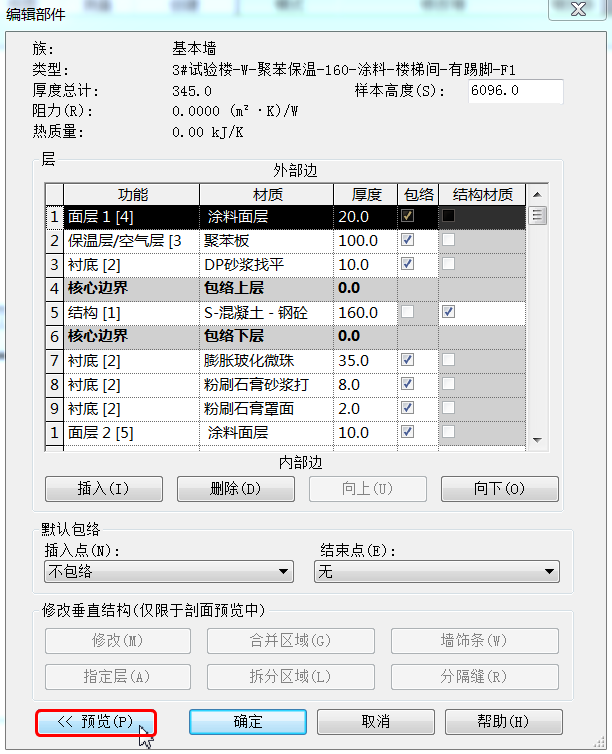 编辑部件
族: 基本墙
类型: 3#试验楼-W-聚苯保温-160-涂料-楼梯间-有踢脚-F1
厚度总计: 345.0 样本高度(S): 6096.0
阻力(R): 0.0000 (m²·K)/W
热质量: 0.00 kJ/K
层
外部边
功能 材质 厚度 包络 结构材质
1 面层 1 [4] 涂料面层 20.0
2 保温层/空气层 [3 聚苯板 100.0
3 衬底 [2] DP砂浆找平 10.0
4 核心边界 包络上层 0.0
5 结构 [1] S-混凝土 - 钢砼 160.0
6 核心边界 包络下层 0.0
7 衬底 [2] 膨胀玻化微珠 35.0
8 衬底 [2] 粉刷石膏砂浆打 8.0
9 衬底 [2] 粉刷石膏罩面 2.0
1 面层 2 [5] 涂料面层 10.0
内部边
插入(I) 删除(D) 向上(U) 向下(O)
默认包络
插入点(N): 结束点(E):
不包络 无
修改垂直结构(仅限于剖面预览中)
修改(M) 合并区域(G) 墙饰条(W)
指定层(A) 拆分区域(L) 分隔缝(R)
<< 预览(P) 确定 取消 帮助(H)